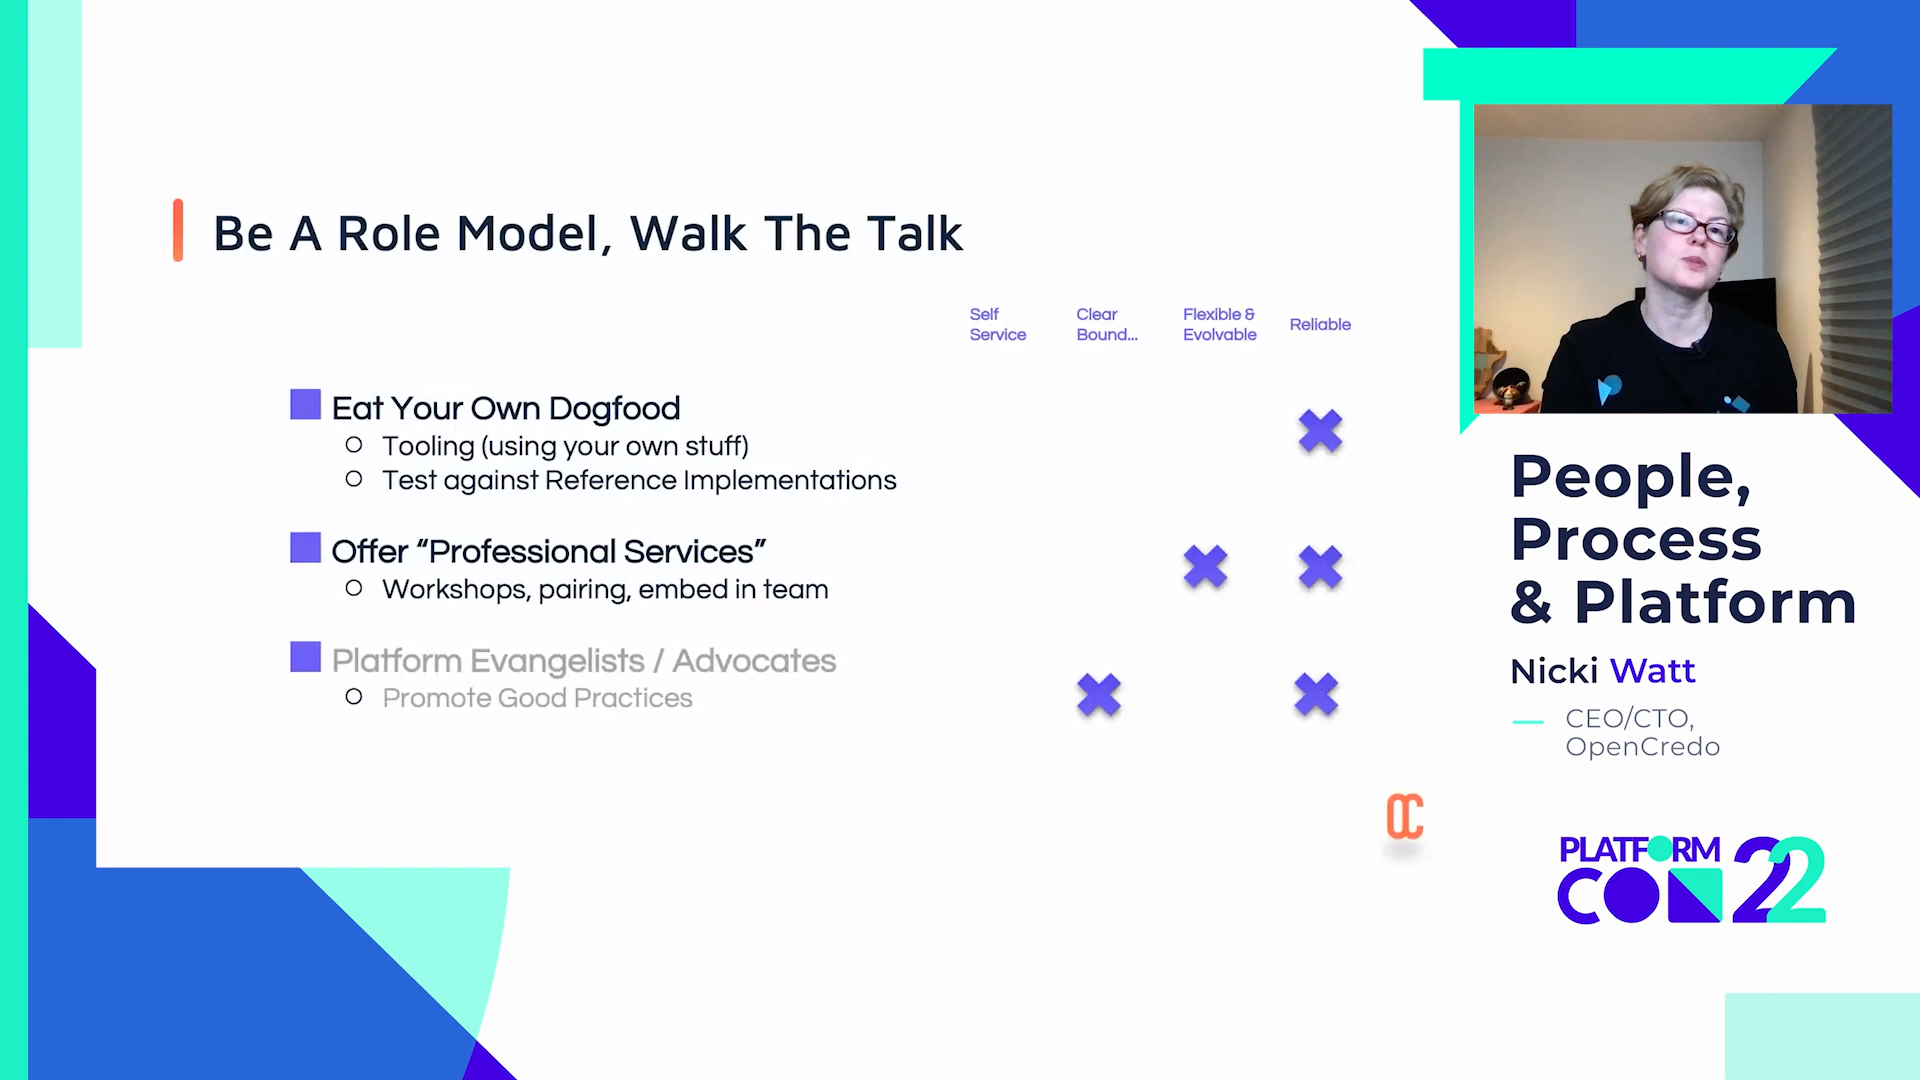 Be A Role Model, Walk The Talk
Self
Service
Clear
Bound...
Flexible &
Evolvable
Reliable
Eat Your Own Dogfood
Tooling (using your own stuff)
Test against Reference Implementations
Offer “Professional Services”
Workshops, pairing, embed in team
Platform Evangelists / Advocates
Promote Good Practices
People,
Process
& Platform
Nicki Watt
CEO/CTO,
OpenCredo
PLATFORM
CON 22